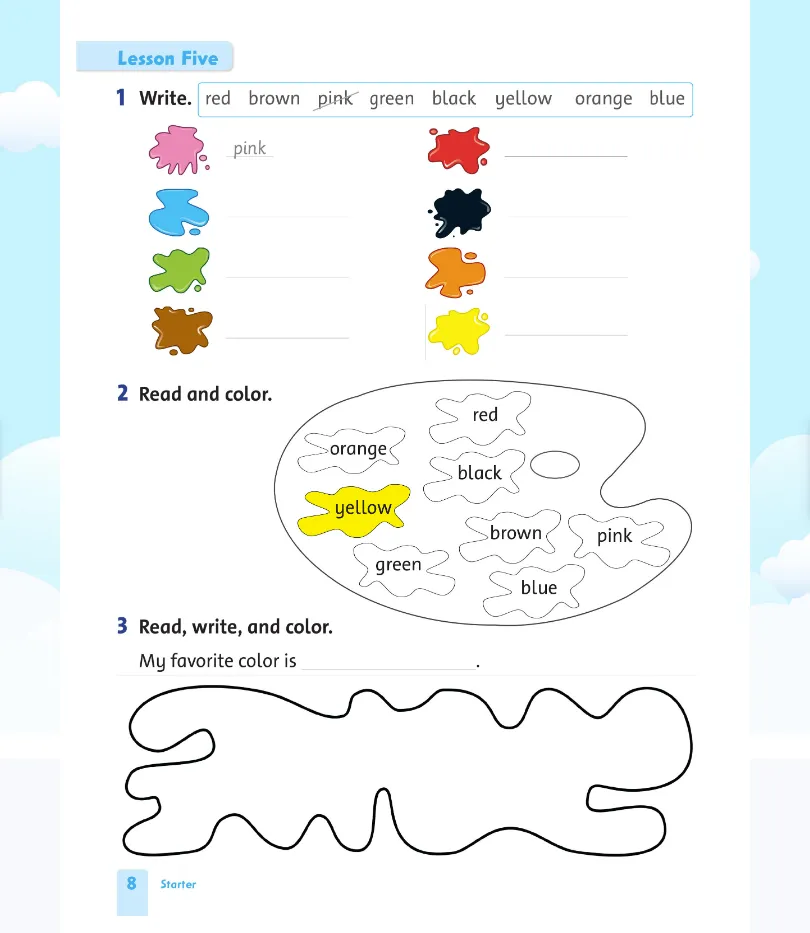 Lesson Five
1 Write. red brown pink green black yellow orange blue
pink
2 Read and color.
red
orange
black
yellow
brown
pink
green
blue
3 Read, write, and color.
My favorite color is ____________________.
8 Starter